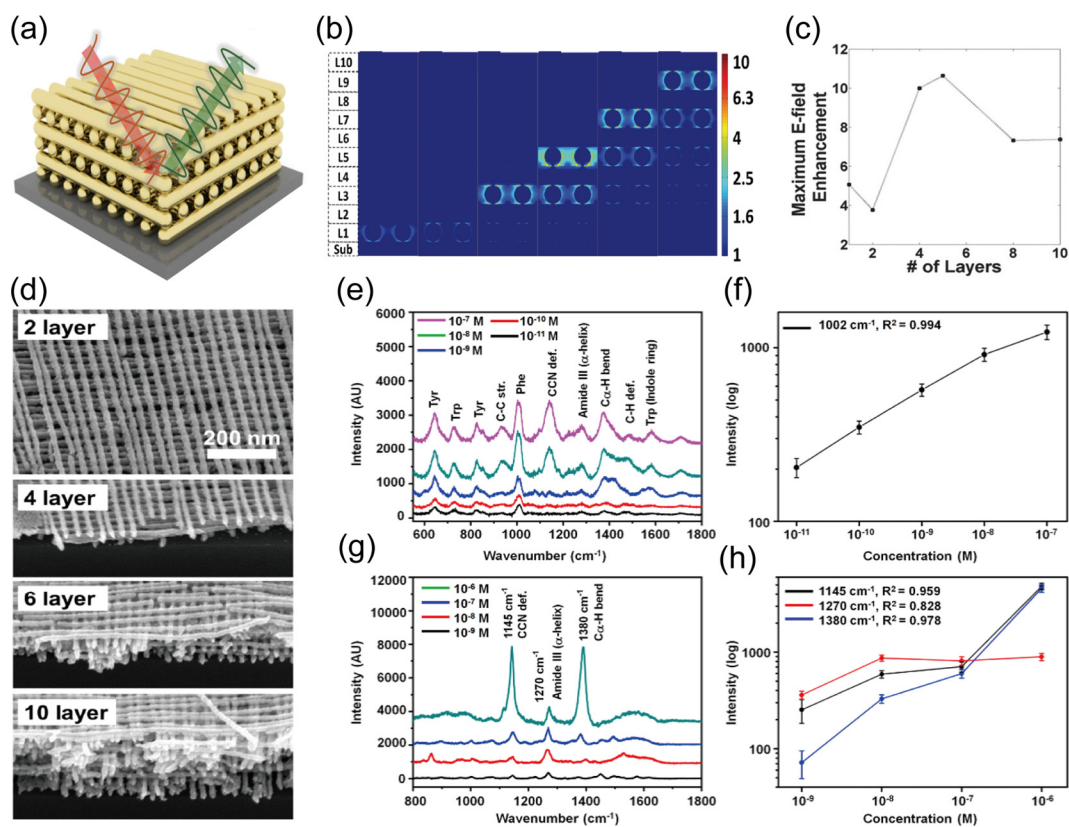 (a)
(b)
L10
L9
L8
L7
L6
L5
L4
L3
L2
L1
Sub
10
6.3
4
2.5
1.6
1
(c)
Maximum E-field
Enhancement
12
10
8
6
4
2
2
4
6
8
10
# of Layers
(d)
2 layer
200 nm
4 layer
6 layer
10 layer
(e)
10⁻⁷ M
10⁻¹⁰ M
10⁻⁸ M
10⁻¹¹ M
10⁻⁹ M
Intensity (AU)
6000
5000
4000
3000
2000
1000
0
Tyr
Trp
Tyr
C-C str.
Phe
CCN def.
Amide III (α-helix)
Cα-H bend
C-H def.
Trp (Indole ring)
600 800 1000 1200 1400 1600 1800
Wavenumber (cm⁻¹)
(f)
1002 cm⁻¹, R² = 0.994
Intensity (log)
1000
100
10⁻¹¹ 10⁻¹⁰ 10⁻⁹ 10⁻⁸ 10⁻⁷
Concentration (M)
(g)
10⁻⁶ M
10⁻⁷ M
10⁻⁸ M
10⁻⁹ M
Intensity (AU)
12000
10000
8000
6000
4000
2000
0
1145 cm⁻¹
CCN def.
1270 cm⁻¹
Amide III (α-helix)
1380 cm⁻¹
Cα-H bend
800 1000 1200 1400 1600 1800
Wavenumber (cm⁻¹)
(h)
1145 cm⁻¹, R² = 0.959
1270 cm⁻¹, R² = 0.828
1380 cm⁻¹, R² = 0.978
Intensity (log)
1000
100
10⁻⁹ 10⁻⁸ 10⁻⁷ 10⁻⁶
Concentration (M)